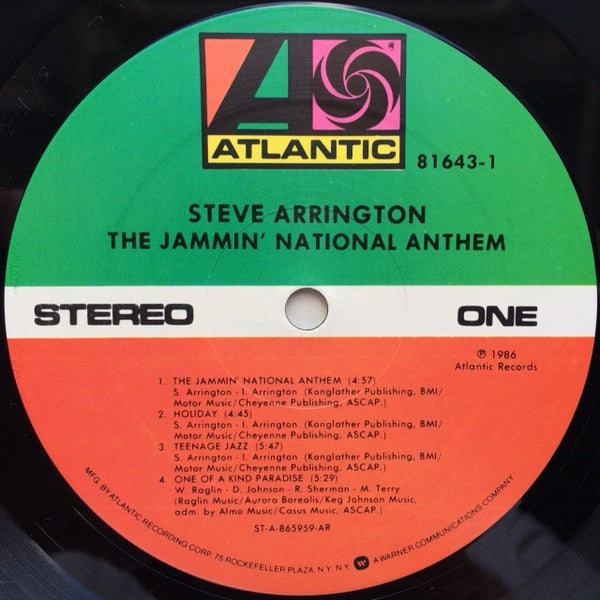 ®
ATLANTIC
81643-1
STEVE ARRINGTON
THE JAMMIN' NATIONAL ANTHEM
STEREO ONE
℗ 1986
Atlantic Records
1. THE JAMMIN' NATIONAL ANTHEM (4:57)
S. Arrington - I. Arrington (Konglather Publishing, BMI/
Motor Music/Cheyenne Publishing, ASCAP.)
2. HOLIDAY (4:45)
S. Arrington - I. Arrington (Konglather Publishing, BMI/
Motor Music/Cheyenne Publishing, ASCAP.)
3. TEENAGE JAZZ (5:47)
S. Arrington - I. Arrington (Konglather Publishing, BMI/
Motor Music/Cheyenne Publishing, ASCAP.)
4. ONE OF A KIND PARADISE (5:29)
W. Raglin - D. Johnson - R. Sherman - M. Terry
(Raglin Music/Aurora Borealis/Keg Johnson Music,
adm. by Almo Music/Casus Music, ASCAP.)
ST-A-865959-AR
MFG. BY ATLANTIC RECORDING CORP. 75 ROCKEFELLER PLAZA, N.Y. N.Y. A WARNER COMMUNICATIONS COMPANY